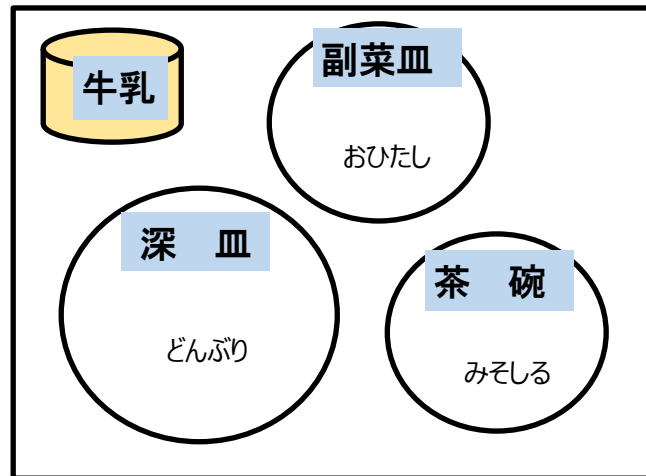 牛乳
副菜皿
おひたし
深　皿
どんぶり
茶　碗
みそしる